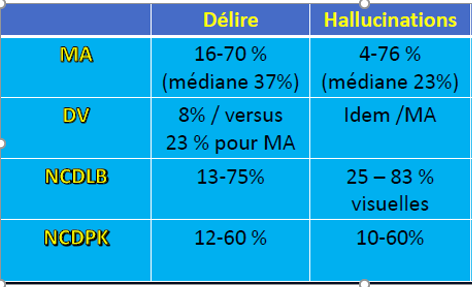 Délire Hallucinations
MA 16-70 % 4-76 %
(médiane 37%) (médiane 23%)
DV 8% / versus Idem /MA
23 % pour MA
NCDLB 13-75% 25 – 83 %
visuelles
NCDPK 12-60 % 10-60%